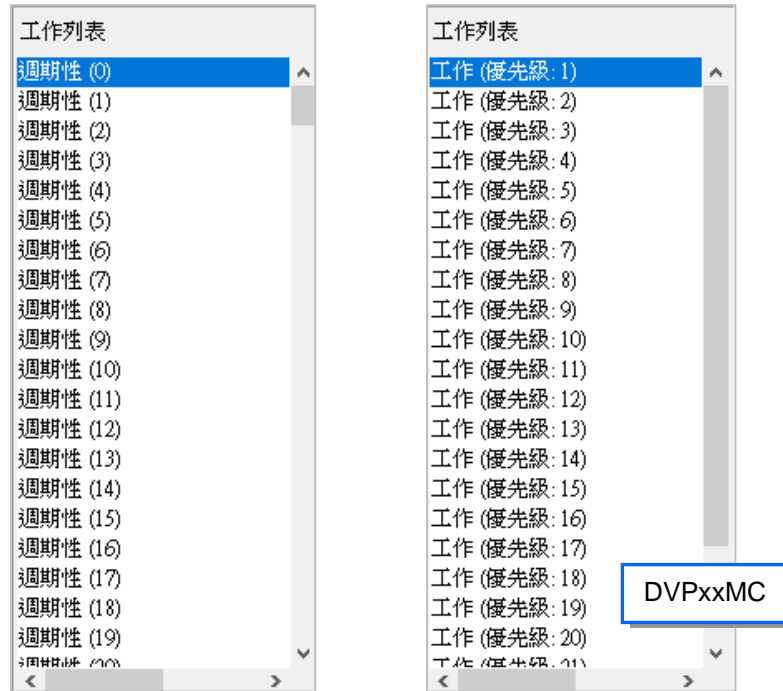 工作列表
週期性 (0)
週期性 (1)
週期性 (2)
週期性 (3)
週期性 (4)
週期性 (5)
週期性 (6)
週期性 (7)
週期性 (8)
週期性 (9)
週期性 (10)
週期性 (11)
週期性 (12)
週期性 (13)
週期性 (14)
週期性 (15)
週期性 (16)
週期性 (17)
週期性 (18)
週期性 (19)
週期性 (20)
工作列表
工作 (優先級: 1)
工作 (優先級: 2)
工作 (優先級: 3)
工作 (優先級: 4)
工作 (優先級: 5)
工作 (優先級: 6)
工作 (優先級: 7)
工作 (優先級: 8)
工作 (優先級: 9)
工作 (優先級: 10)
工作 (優先級: 11)
工作 (優先級: 12)
工作 (優先級: 13)
工作 (優先級: 14)
工作 (優先級: 15)
工作 (優先級: 16)
工作 (優先級: 17)
工作 (優先級: 18)
工作 (優先級: 19)
工作 (優先級: 20)
工作 (優先級: 21)
DVPxxMC